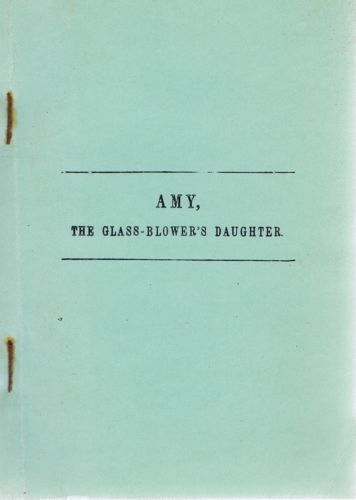 AMY,
THE GLASS-BLOWER'S DAUGHTER.